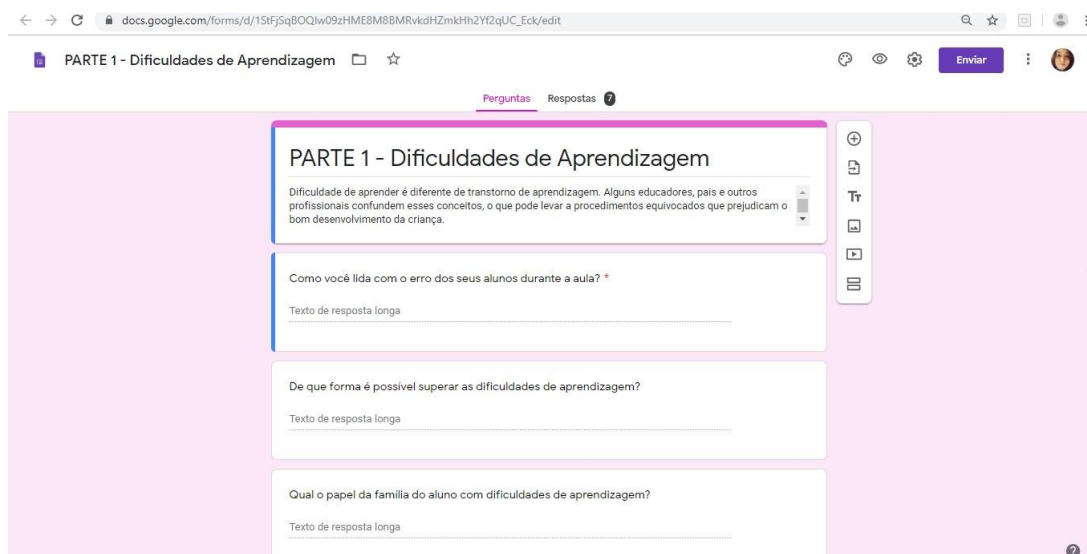 docs.google.com/forms/d/1StFjSqBOQlw09zHME8M8BMRvkdHZmkHh2Yf2qUC_Eck/edit
PARTE 1 - Dificuldades de Aprendizagem
Enviar
Perguntas Respostas 7
PARTE 1 - Dificuldades de Aprendizagem
Dificuldade de aprender é diferente de transtorno de aprendizagem. Alguns educadores, pais e outros
profissionais confundem esses conceitos, o que pode levar a procedimentos equivocados que prejudicam o
bom desenvolvimento da criança.
Tт
Como você lida com o erro dos seus alunos durante a aula? *
Texto de resposta longa
De que forma é possível superar as dificuldades de aprendizagem?
Texto de resposta longa
Qual o papel da família do aluno com dificuldades de aprendizagem?
Texto de resposta longa